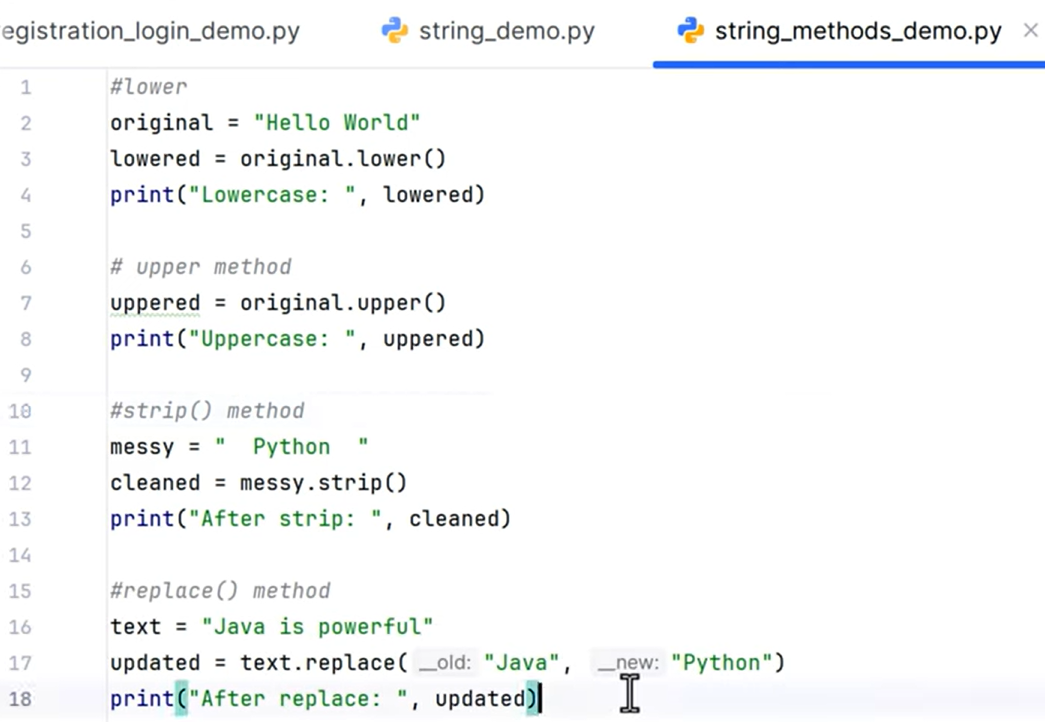 egistration_login_demo.py string_demo.py string_methods_demo.py ×
1 #lower
2 original = "Hello World"
3 lowered = original.lower()
4 print("Lowercase: ", lowered)
5
6 # upper method
7 uppered = original.upper()
8 print("Uppercase: ", uppered)
9
10 #strip() method
11 messy = "  Python  "
12 cleaned = messy.strip()
13 print("After strip: ", cleaned)
14
15 #replace() method
16 text = "Java is powerful"
17 updated = text.replace( __old: "Java", __new: "Python")
18 print("After replace: ", updated)